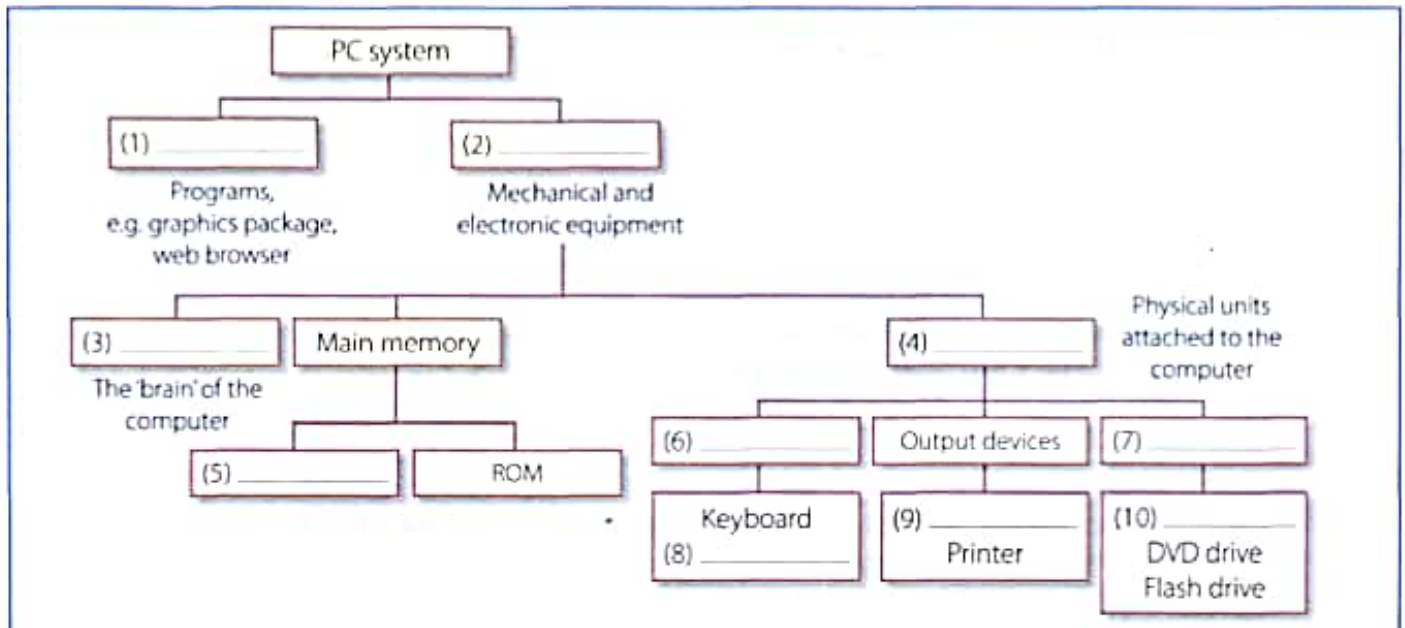 PC system
(1)
(2)
Programs,
e.g. graphics package,
web browser
Mechanical and
electronic equipment
(3)
Main memory
(4)
Physical units
attached to the
computer
The 'brain' of the
computer
(5)
ROM
(6)
Output devices
(7)
Keyboard
(8)
(9)
Printer
(10)
DVD drive
Flash drive